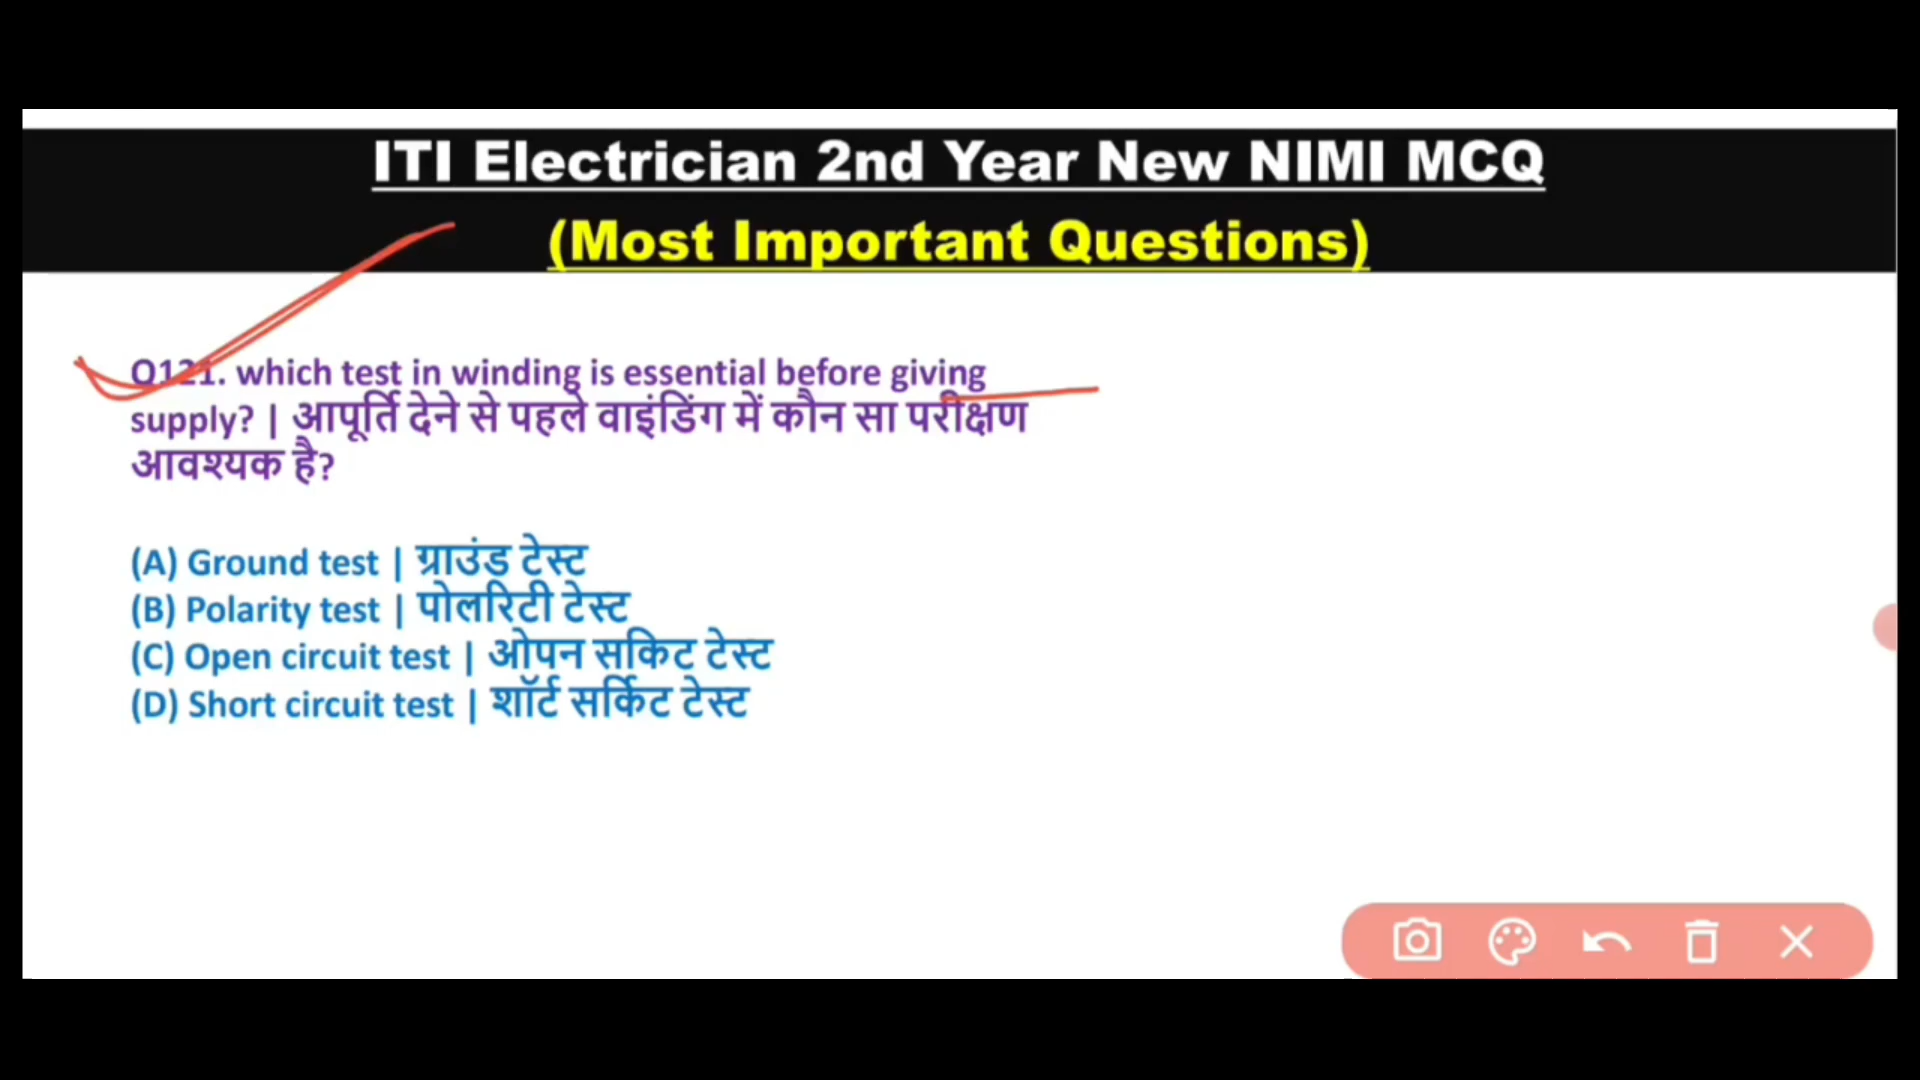 ITI Electrician 2nd Year New NIMI MCQ
(Most Important Questions)
Q121. which test in winding is essential before giving
supply? | आपूर्ति देने से पहले वाइंडिंग में कौन सा परीक्षण
आवश्यक है?
(A) Ground test | ग्राउंड टेस्ट
(B) Polarity test | पोलरिटी टेस्ट
(C) Open circuit test | ओपन सकिट टेस्ट
(D) Short circuit test | शॉर्ट सर्किट टेस्ट